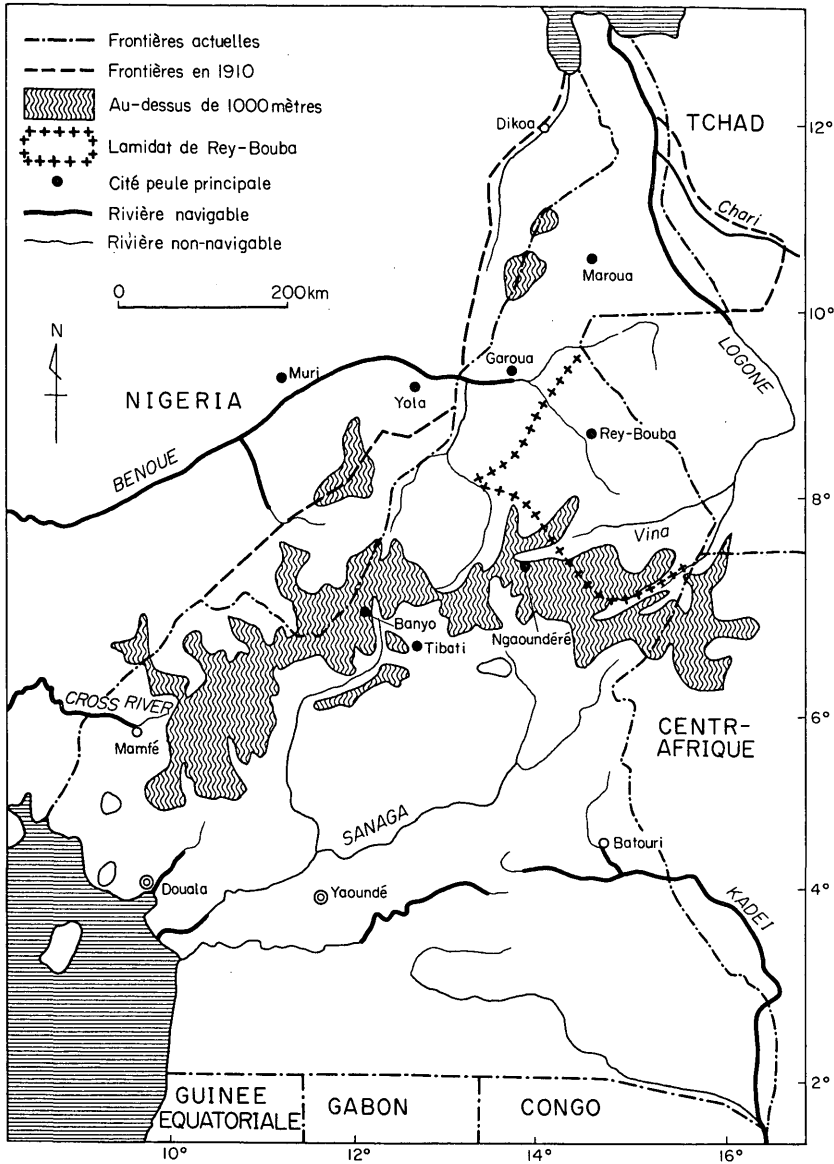 Frontières actuelles
Frontières en 1910
Au-dessus de 1000 mètres
Lamidat de Rey-Bouba
Cité peule principale
Rivière navigable
Rivière non-navigable
0 200km
N
TCHAD
Dikoa
12°
Chari
Maroua
10°
LOGONE
Garoua
Muri
Yola
NIGERIA
Rey-Bouba
BENOUE
8°
Vina
Banyo
Ngaoundéré
Tibati
CROSS RIVER
6°
Mamfé
CENTR-
AFRIQUE
SANAGA
Batouri
Douala
Yaoundé
4°
KADEI
2°
GUINEE
EQUATORIALE
GABON
CONGO
10° 12° 14° 16°